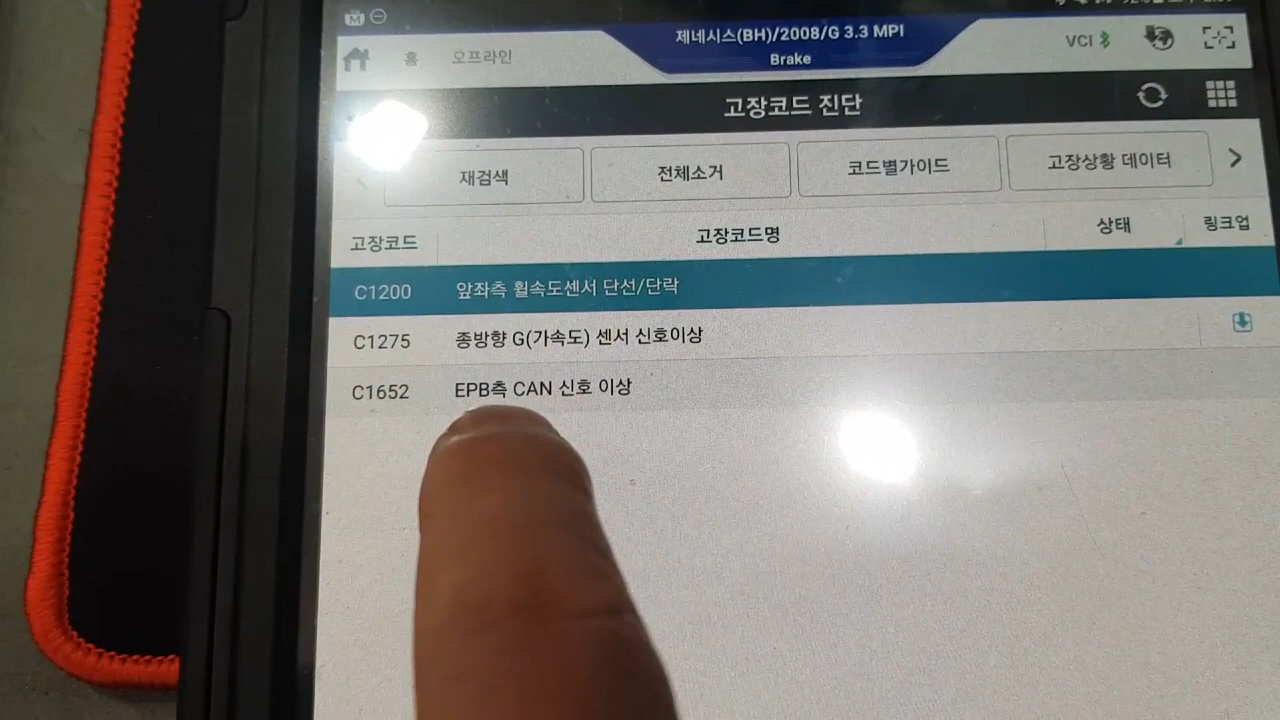 제네시스(BH)/2008/G 3.3 MPI
홈 오프라인 Brake VCI
고장코드 진단
재검색 전체소거 코드별가이드 고장상황 데이터
고장코드 고장코드명 상태 링크업
C1200 앞좌측 휠속도센서 단선/단락
C1275 종방향 G(가속도) 센서 신호이상
C1652 EPB측 CAN 신호 이상